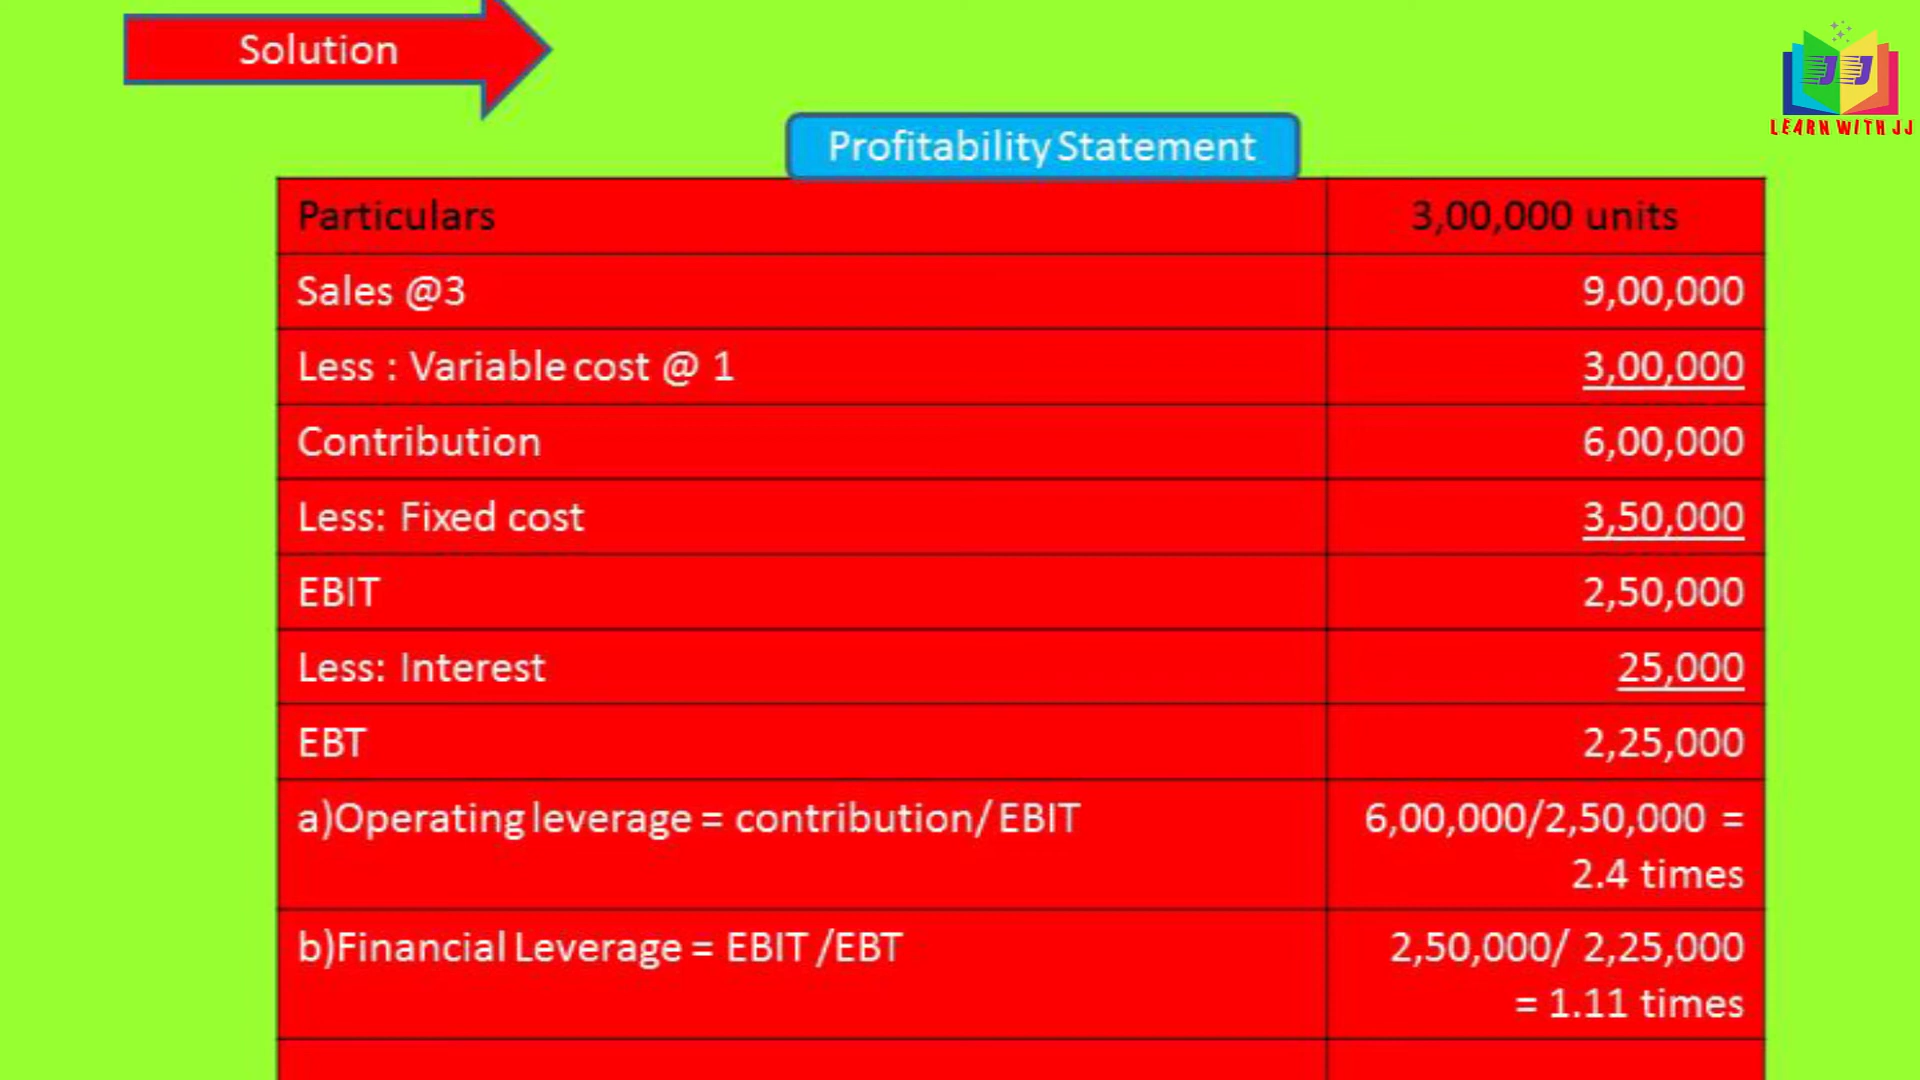 Solution
LEARN WITH JJ
Profitability Statement
Particulars 3,00,000 units
Sales @3 9,00,000
Less : Variable cost @ 1 3,00,000
Contribution 6,00,000
Less: Fixed cost 3,50,000
EBIT 2,50,000
Less: Interest 25,000
EBT 2,25,000
a)Operating leverage = contribution/ EBIT 6,00,000/2,50,000 =
2.4 times
b)Financial Leverage = EBIT /EBT 2,50,000/ 2,25,000
= 1.11 times